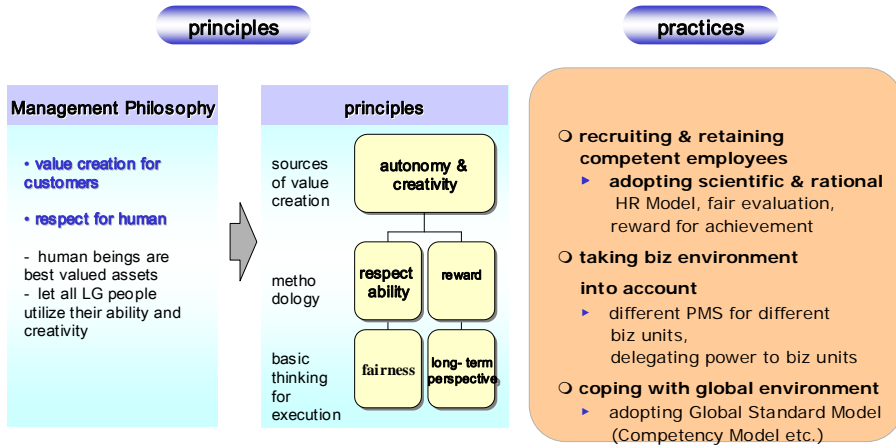 principles
practices
Management Philosophy
• value creation for
customers
• respect for human
- human beings are
best valued assets
- let all LG people
utilize their ability and
creativity
principles
sources
of value
creation
autonomy &
creativity
metho
dology
respect
ability
reward
basic
thinking
for
execution
fairness
long- term
perspective
❍ recruiting & retaining
competent employees
▸ adopting scientific & rational
HR Model, fair evaluation,
reward for achievement
❍ taking biz environment
into account
▸ different PMS for different
biz units,
delegating power to biz units
❍ coping with global environment
▸ adopting Global Standard Model
(Competency Model etc.)